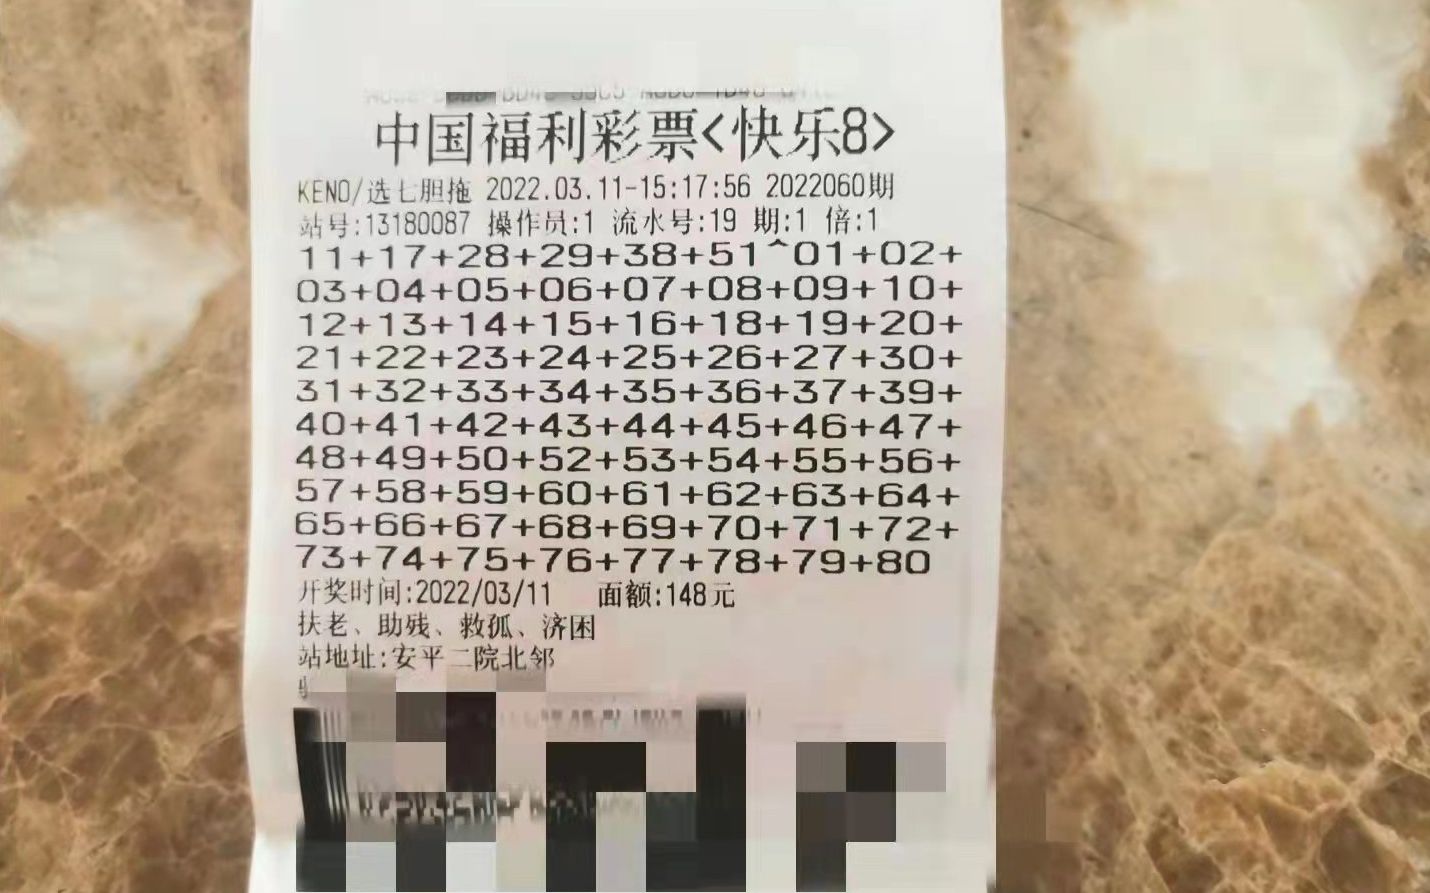 中国福利彩票<快乐8>
KENO/选七胆拖 2022.03.11-15:17:56 2022060期
站号:13180087 操作员:1 流水号:19 期:1 倍:1
11+17+28+29+38+51^01+02+
03+04+05+06+07+08+09+10+
12+13+14+15+16+18+19+20+
21+22+23+24+25+26+27+30+
31+32+33+34+35+36+37+39+
40+41+42+43+44+45+46+47+
48+49+50+52+53+54+55+56+
57+58+59+60+61+62+63+64+
65+66+67+68+69+70+71+72+
73+74+75+76+77+78+79+80
开奖时间:2022/03/11 面额:148元
扶老、助残、救孤、济困
站地址:安平二院北邻